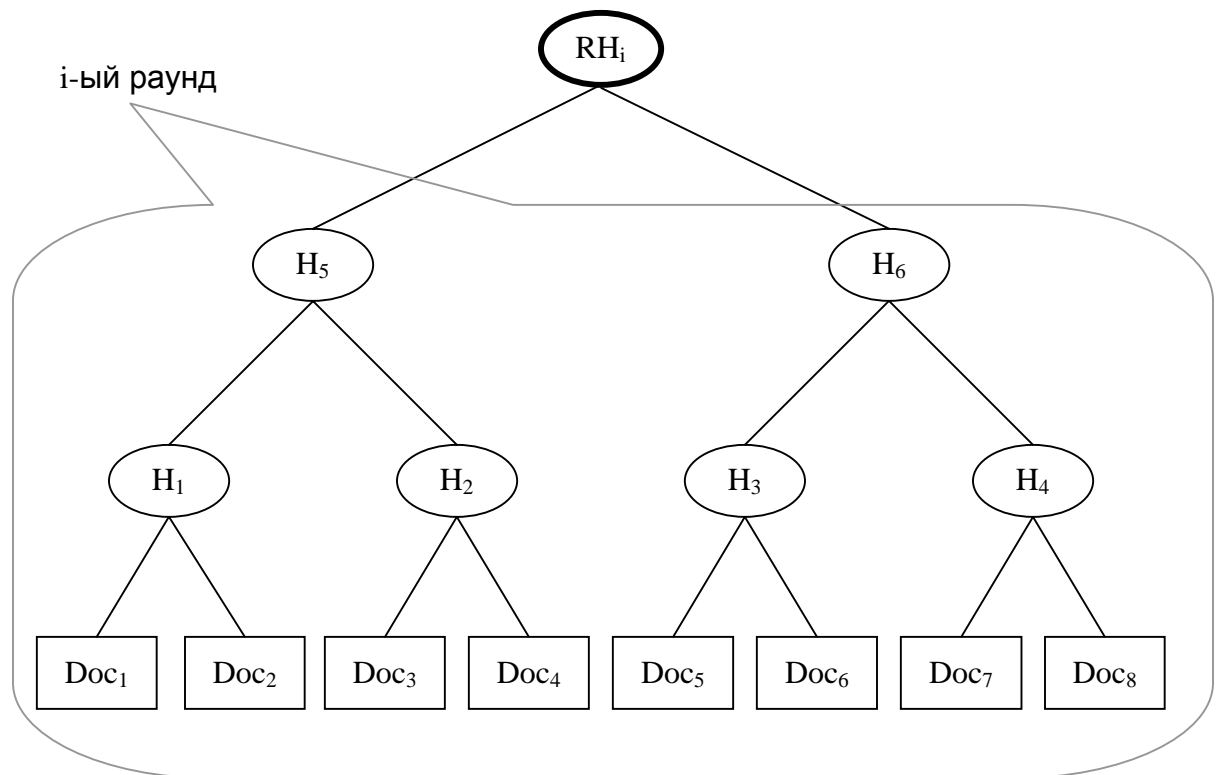 RHᵢ
i-ый раунд
H₅ H₆
H₁ H₂ H₃ H₄
Doc₁ Doc₂ Doc₃ Doc₄ Doc₅ Doc₆ Doc₇ Doc₈